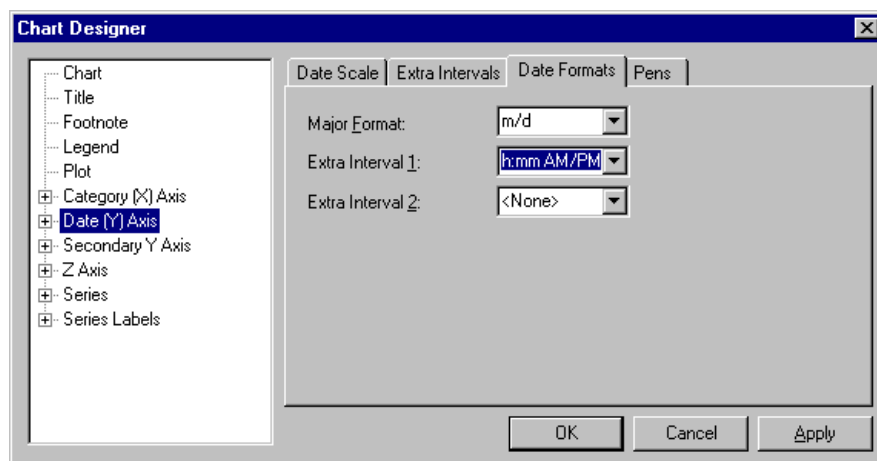 Chart Designer
Chart
Title
Footnote
Legend
Plot
Category (X) Axis
Date (Y) Axis
Secondary Y Axis
Z Axis
Series
Series Labels
Date Scale Extra Intervals Date Formats Pens
Major Format: m/d
Extra Interval 1: h:mm AM/PM
Extra Interval 2: <None>
OK Cancel Apply